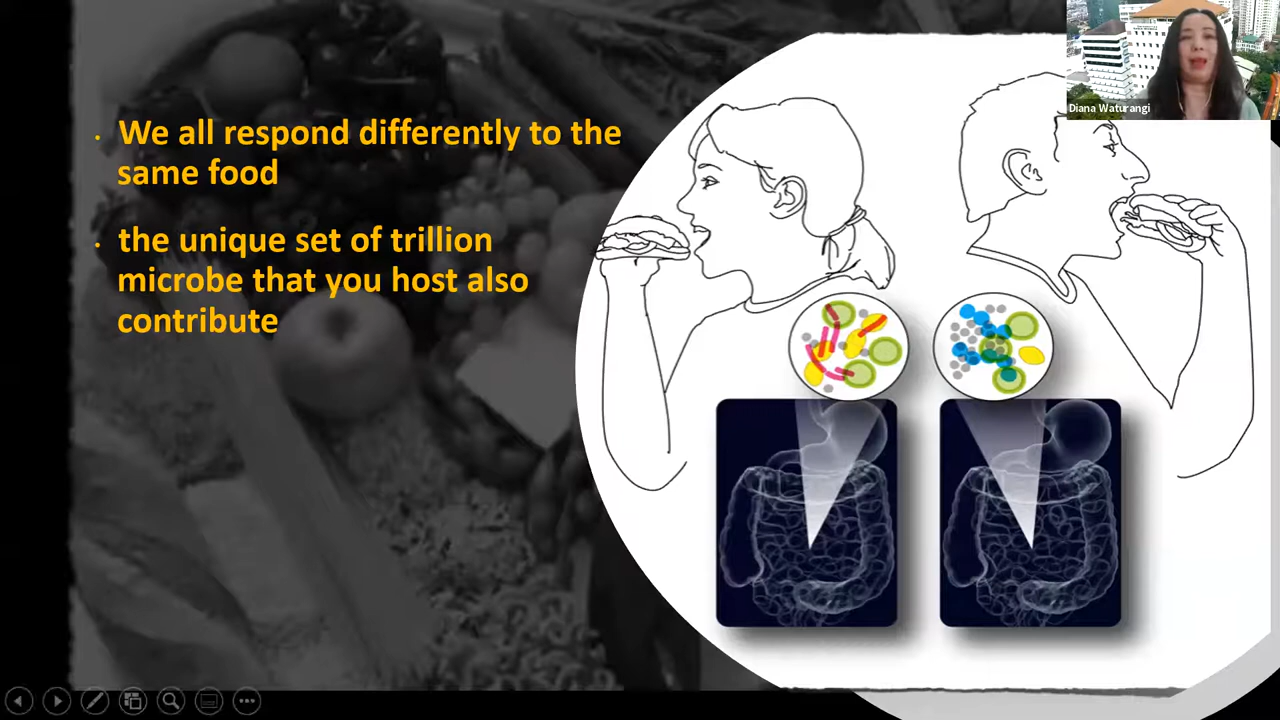 Diana Waturangi
· We all respond differently to the
same food
· the unique set of trillion
microbe that you host also
contribute